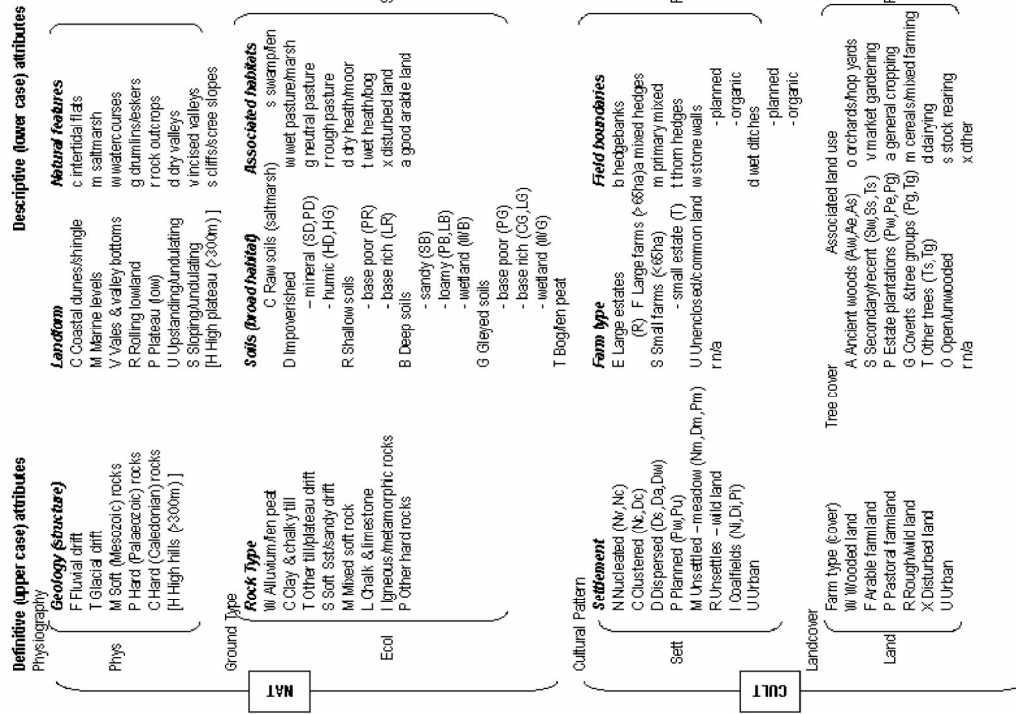 Definitive (upper case) attributes
Descriptive (lower case) attributes
Physiography
Geology (structure)
F Fluvial drift
T Glacial drift
M Soft (Mesozoic) rocks
P Hard (Palaeozoic) rocks
C Hard (Caledonian) rocks
[H High hills (>300m) ]
Phys
Landform
C Coastal dunes/shingle
M Marine levels
V Vales & valley bottoms
R Rolling lowland
P Plateau (low)
U Upstanding/undulating
S Sloping/undulating
[H High plateau (>300m) ]
Natural features
c intertidal flats
m saltmarsh
w watercourses
g drumlins/eskers
r rock outcrops
d dry valleys
v incised valleys
s cliffs/scree slopes
NAT
Ground Type
Rock Type
W Alluvium/fen peat
C Clay & chalky till
T Other till/plateau drift
S Soft Sst/sandy drift
M Mixed soft rock
L Chalk & limestone
I Igneous/metamorphic rocks
P Other hard rocks
Ecol
Soils (broad habitat)
C Raw soils (saltmarsh)
D Impoverished
– mineral (SD,PD)
- humic (HD,HG)
R Shallow soils
- base poor (PR)
- base rich (LR)
B Deep soils
- sandy (SB)
- loamy (PB,LB)
- wetland (WB)
G Gleyed soils
- base poor (PG)
- base rich (CG,LG)
- wetland (WG)
T Bog/fen peat
Associated habitats
s swamp/fen
w wet pasture/marsh
g neutral pasture
r rough pasture
d dry heath/moor
t wet heath/bog
x disturbed land
a good arable land
Cultural Pattern
Settlement
N Nucleated (Nw,Nc)
C Clustered (Nc,Dc)
D Dispersed (Ds,Da,Dw)
P Planned (Pw,Pu)
M Unsettled – meadow (Nm,Dm,Pm)
R Unsettles – wild land
I Coalfields (Ni,Di,Pi)
U Urban
Sett
Farm type
E Large estates
(R) F Large farms (>65ha)
S Small farms (<65ha)
- small estate (T)
U Unenclosed/common land
r n/a
Field boundaries
b hedgebanks
a mixed hedges
m primary mixed
t thorn hedges
w stone walls
- planned
- organic
d wet ditches
- planned
- organic
CULT
Landcover
Farm type (cover)
W Wooded land
F Arable farmland
P Pastoral farmland
R Rough/wild land
X Disturbed land
U Urban
Land
Tree cover
A Ancient woods (Aw,Ae,As)
S Secondary/recent (Sw,Ss,Ts)
P Estate plantations (Pw,Pe,Pg)
G Coverts & tree groups (Pg,Tg)
T Other trees (Ts,Tg)
O Open/unwooded
r n/a
Associated land use
o orchards/hop yards
v market gardening
a general cropping
m cereals/mixed farming
d dairying
s stock rearing
x other